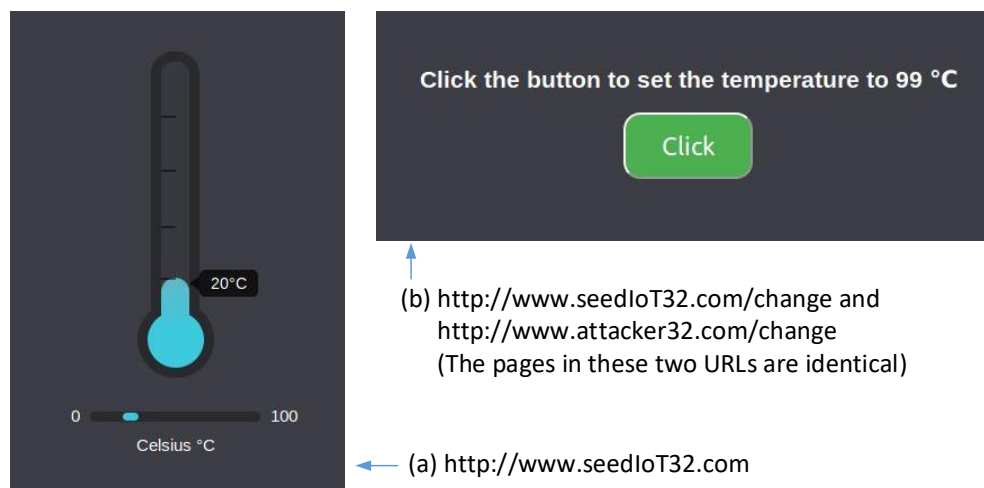 20°C
0 100
Celsius °C
Click the button to set the temperature to 99 °C
Click
(b) http://www.seedIoT32.com/change and
http://www.attacker32.com/change
(The pages in these two URLs are identical)
(a) http://www.seedIoT32.com